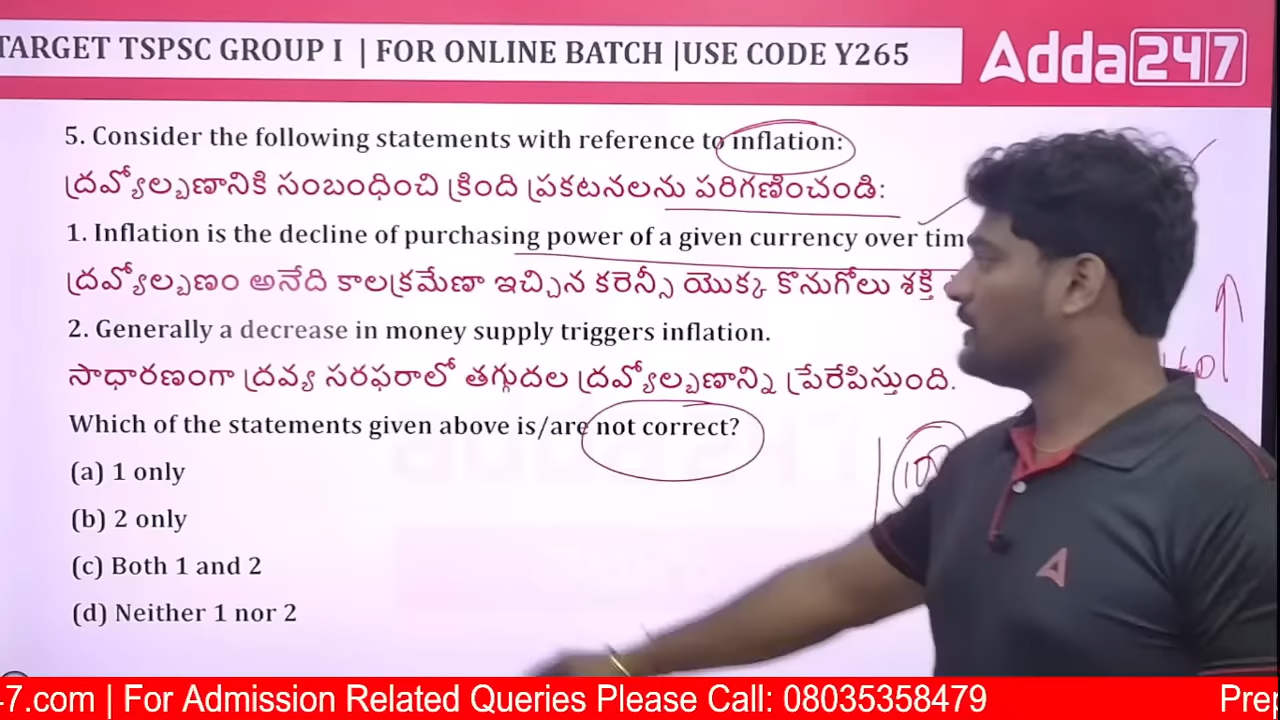 TARGET TSPSC GROUP I | FOR ONLINE BATCH |USE CODE Y265
Adda247
5. Consider the following statements with reference to inflation:
ద్రవ్యోల్బణానికి సంబంధించి క్రింది ప్రకటనలను పరిగణించండి:
1. Inflation is the decline of purchasing power of a given currency over
ద్రవ్యోల్బణం అనేది కాలక్రమేణా ఇచ్చిన కరెన్సీ యొక్క కొనుగోలు శక్తి
2. Generally a decrease in money supply triggers inflation.
సాధారణంగా ద్రవ్య సరఫరాలో తగ్గుదల ద్రవ్యోల్బణాన్ని ప్రేరేపిస్తుంది.
Which of the statements given above is/are not correct?
(a) 1 only
(b) 2 only
(c) Both 1 and 2
(d) Neither 1 nor 2
7.com | For Admission Related Queries Please Call: 08035358479